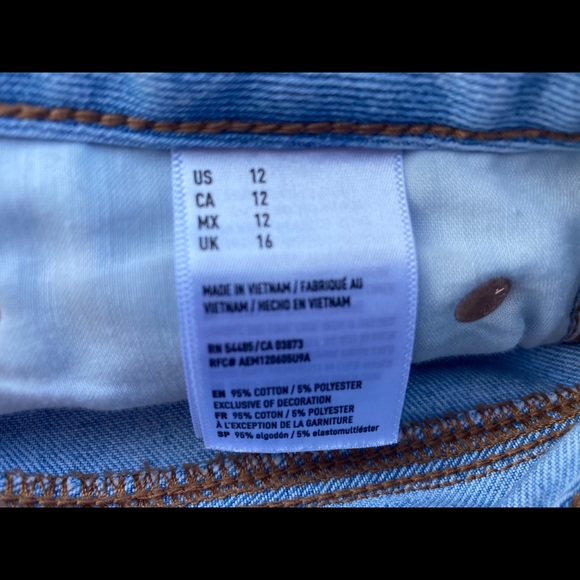 US 12
CA 12
MX 12
UK 16
MADE IN VIETNAM / FABRIQUÉ AU
VIETNAM / HECHO EN VIETNAM
RN 54485/CA 03873
RFC# AEM120605U9A
EN 95% COTTON / 5% POLYESTER
EXCLUSIVE OF DECORATION
FR 95% COTON / 5% POLYESTER
À L'EXCEPTION DE LA GARNITURE
SP 95% algodón / 5% elastomultiéster